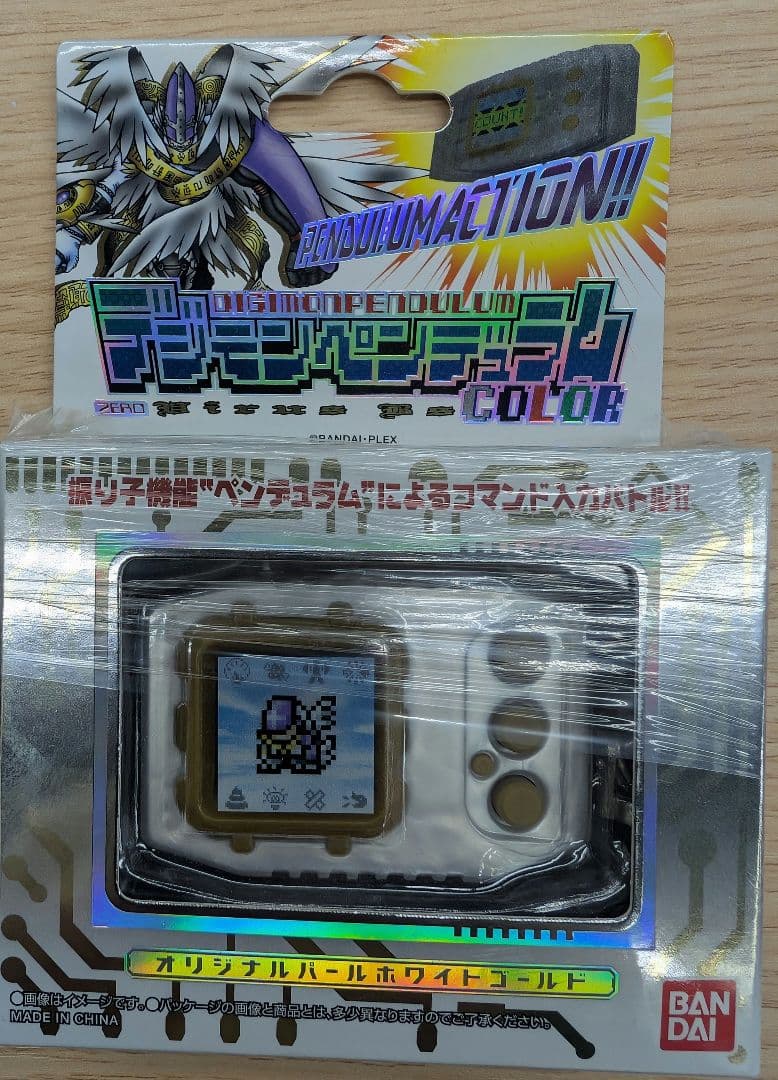 COUNT!
PENDULUM ACTION!!
DIGIMONPENDULUM
デジモンペンデュラム
ZERO
COLOR
©BANDAI・PLEX
振り子機能"ペンデュラム"によるコマンド入力バトル!!
オリジナルパールホワイトゴールド
●画像はイメージです。●パッケージの画像と商品とは、多少異なりますのでご了承ください。
MADE IN CHINA
BAN
DAI